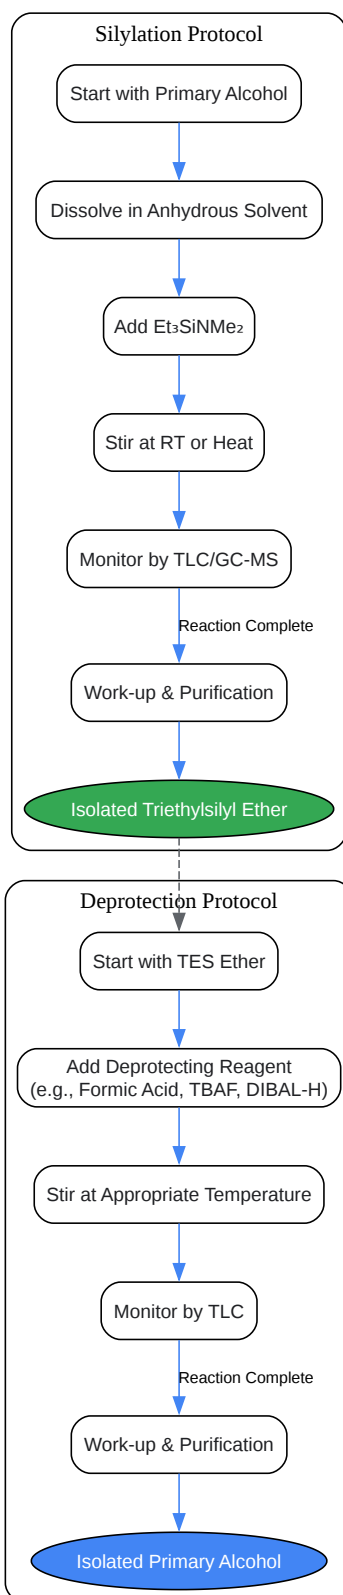 Silylation Protocol
Start with Primary Alcohol
Dissolve in Anhydrous Solvent
Add Et₃SiNMe₂
Stir at RT or Heat
Monitor by TLC/GC-MS
Reaction Complete
Work-up & Purification
Isolated Triethylsilyl Ether
Deprotection Protocol
Start with TES Ether
Add Deprotecting Reagent
(e.g., Formic Acid, TBAF, DIBAL-H)
Stir at Appropriate Temperature
Monitor by TLC
Reaction Complete
Work-up & Purification
Isolated Primary Alcohol